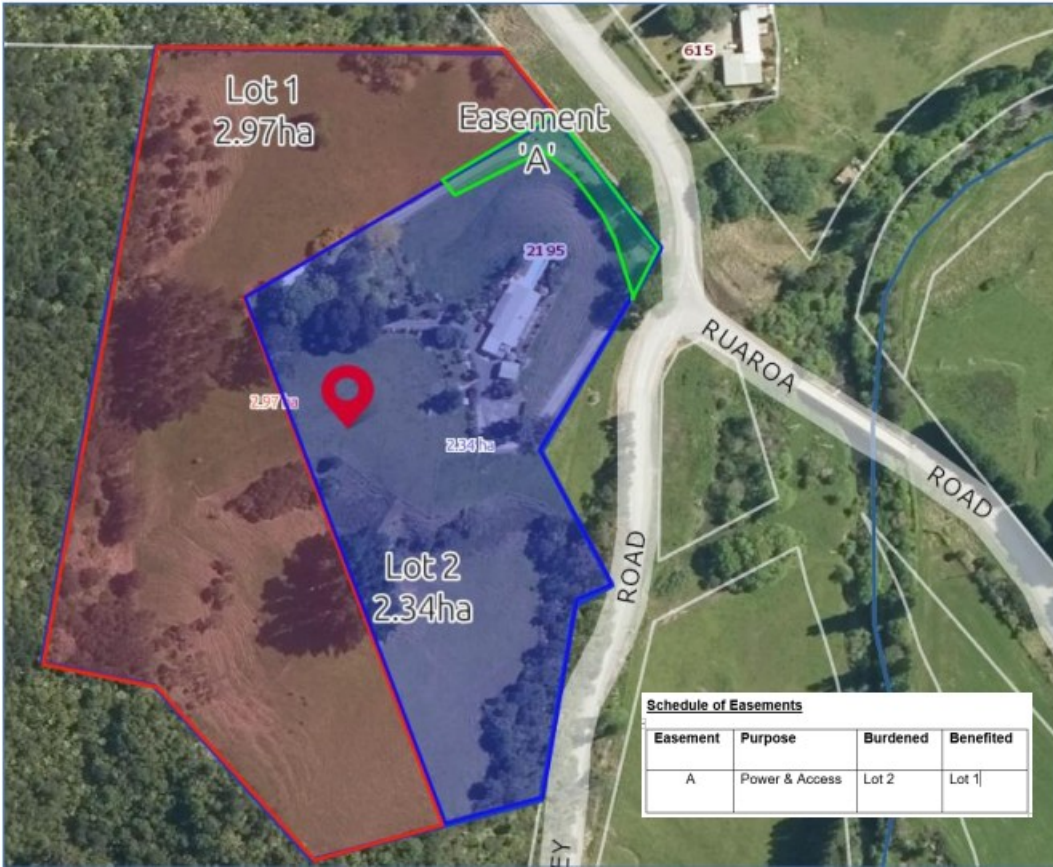 615
Lot 1
2.97ha
Easement
'A'
2195
2.97 ha
2.34 ha
RUAROA
ROAD
ROAD
Lot 2
2.34ha
EY
Schedule of Easements
Easement Purpose Burdened Benefited
A Power & Access Lot 2 Lot 1